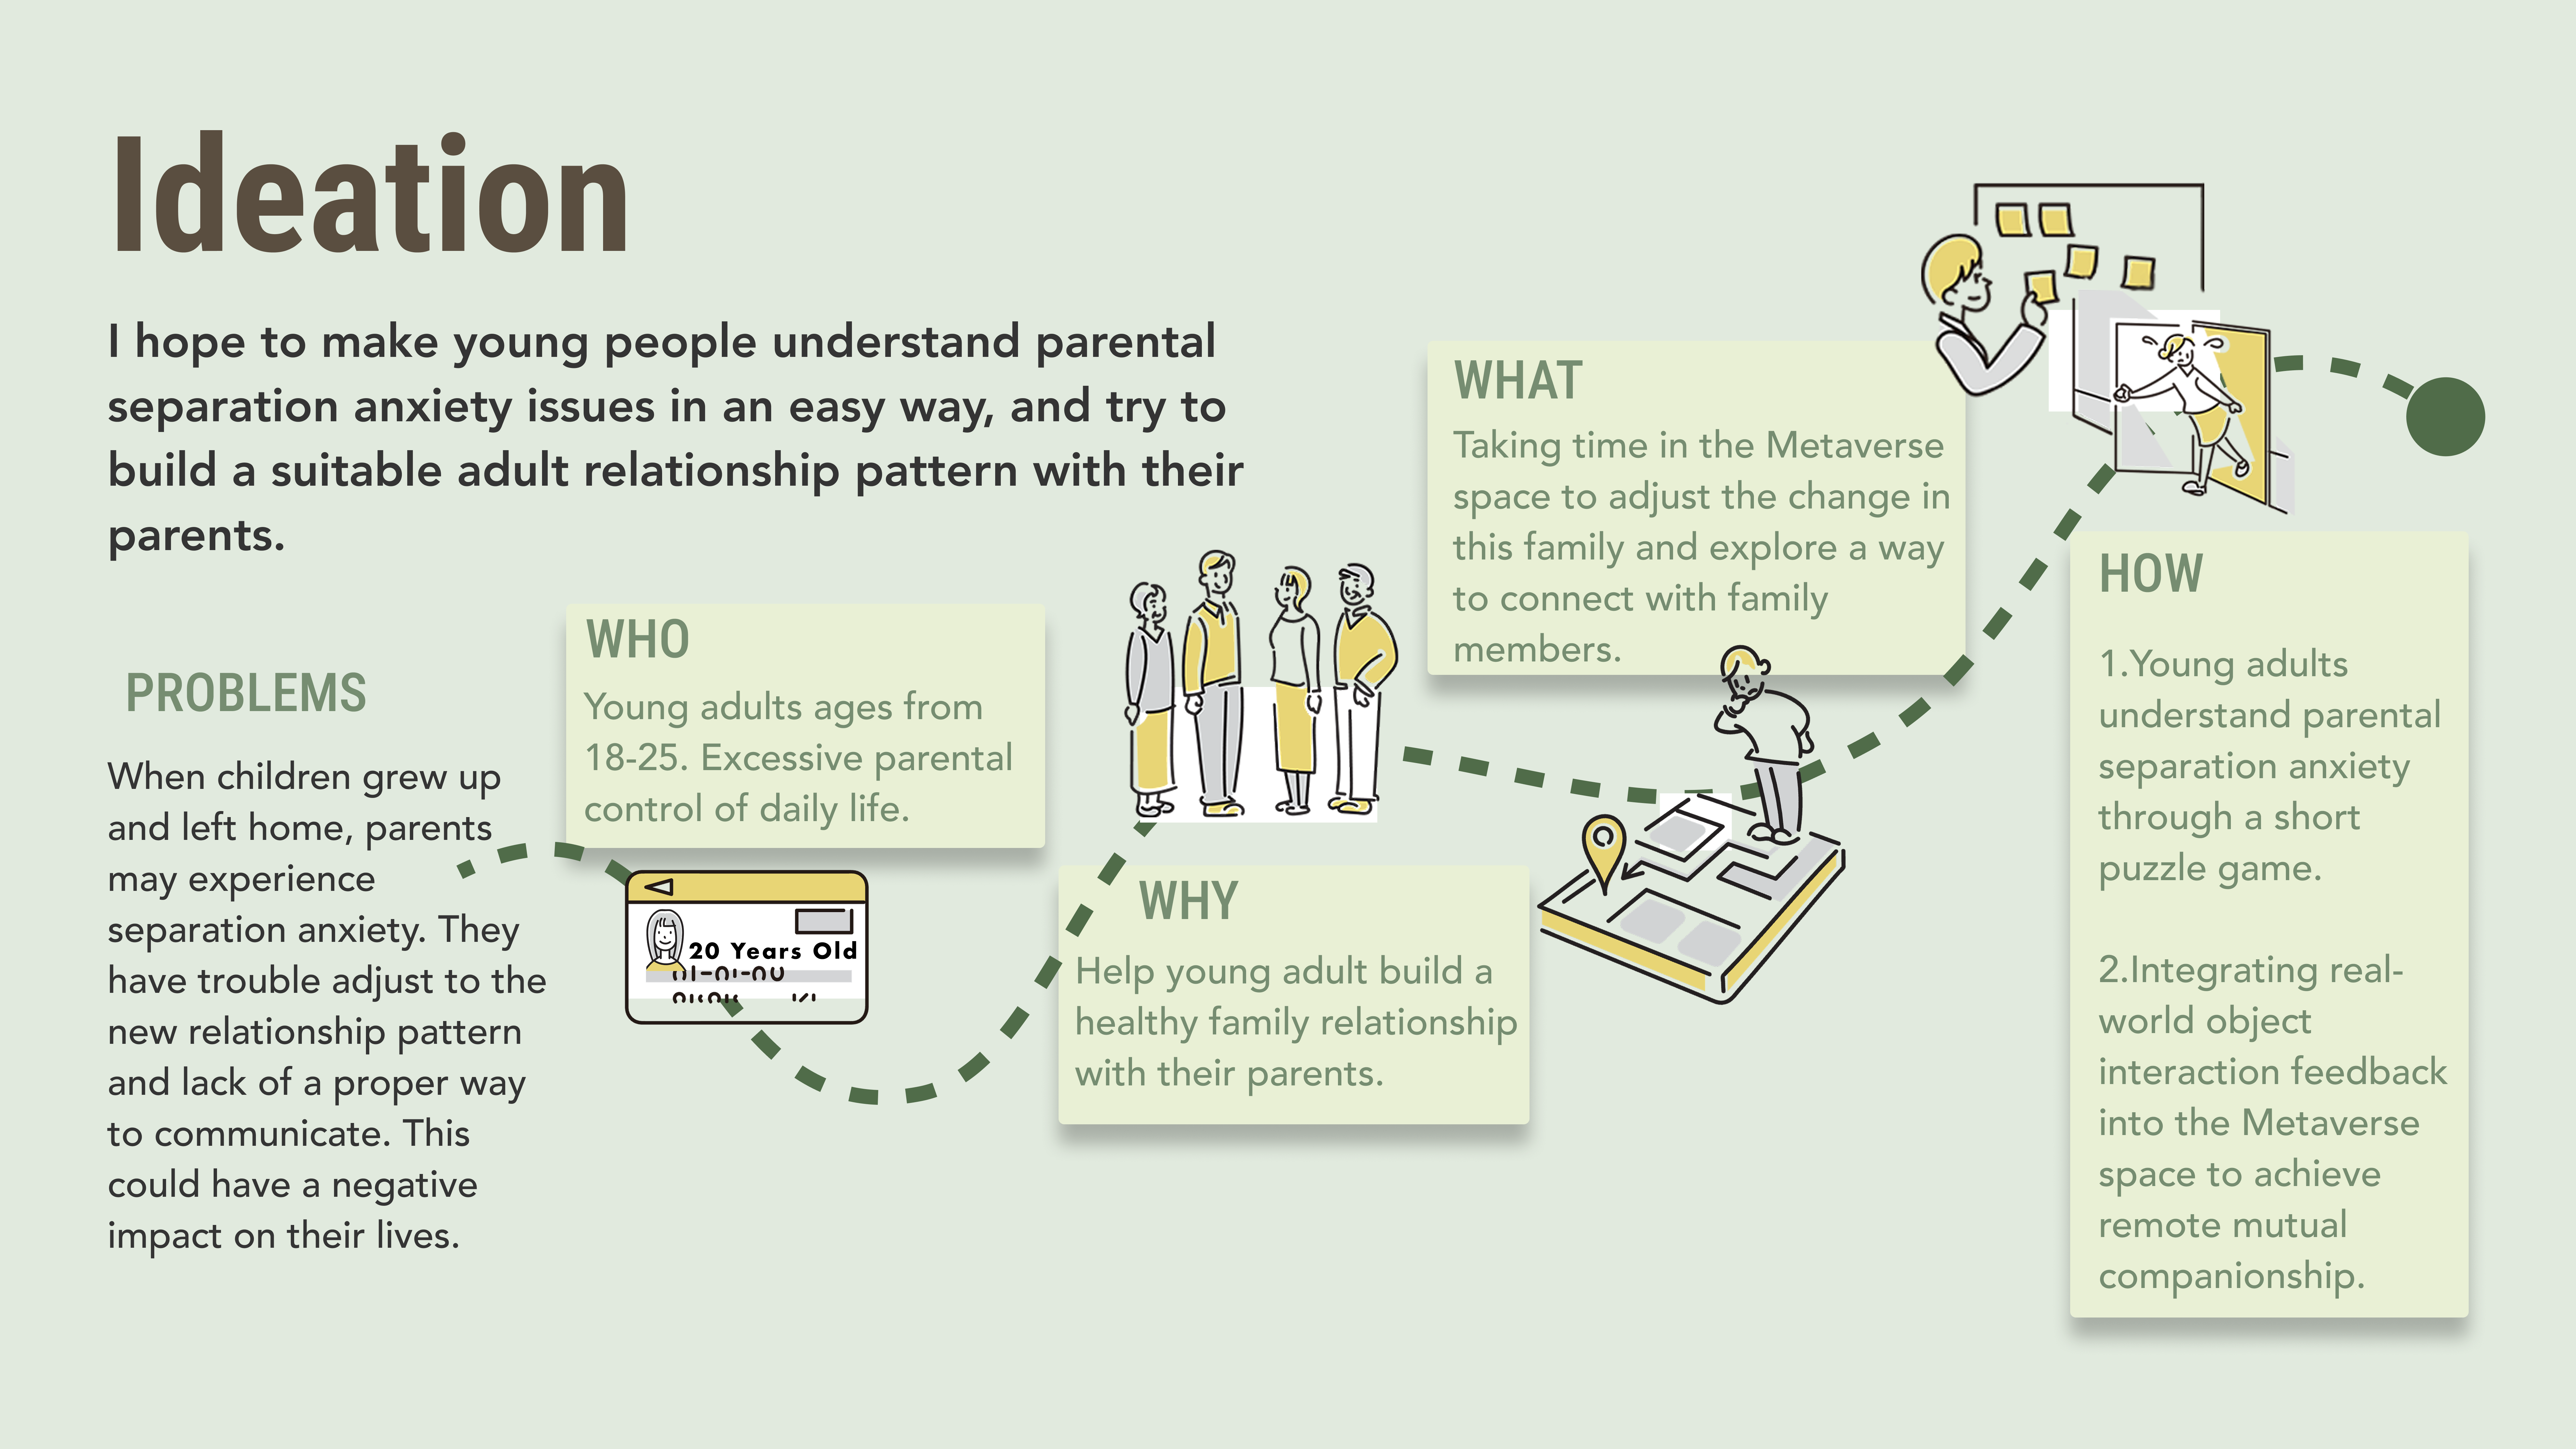 Ideation
I hope to make young people understand parental
separation anxiety issues in an easy way, and try to
build a suitable adult relationship pattern with their
parents.
PROBLEMS
When children grew up
and left home, parents
may experience
separation anxiety. They
have trouble adjust to the
new relationship pattern
and lack of a proper way
to communicate. This
could have a negative
impact on their lives.
WHO
Young adults ages from
18-25. Excessive parental
control of daily life.
20 Years Old
WHY
Help young adult build a
healthy family relationship
with their parents.
WHAT
Taking time in the Metaverse
space to adjust the change in
this family and explore a way
to connect with family
members.
HOW
1.Young adults
understand parental
separation anxiety
through a short
puzzle game.
2.Integrating real-
world object
interaction feedback
into the Metaverse
space to achieve
remote mutual
companionship.